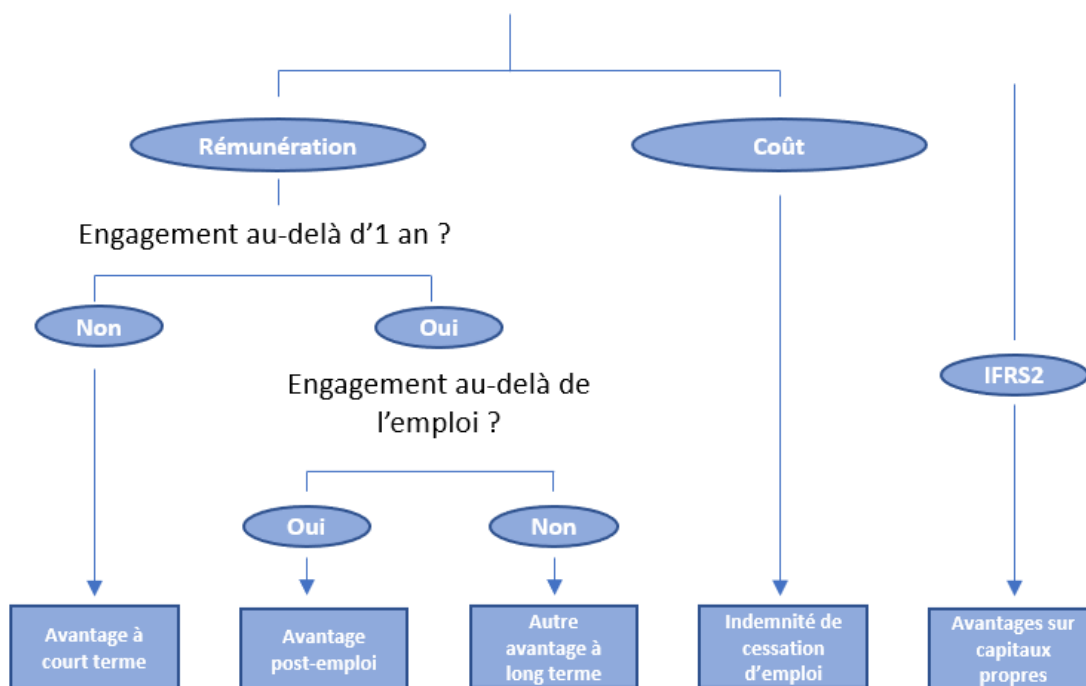 Rémunération
Coût
Engagement au-delà d’1 an ?
Non
Oui
Engagement au-delà de
l’emploi ?
IFRS2
Oui
Non
Avantage à
court terme
Avantage
post-emploi
Autre
avantage à
long terme
Indemnité de
cessation
d’emploi
Avantages sur
capitaux
propres